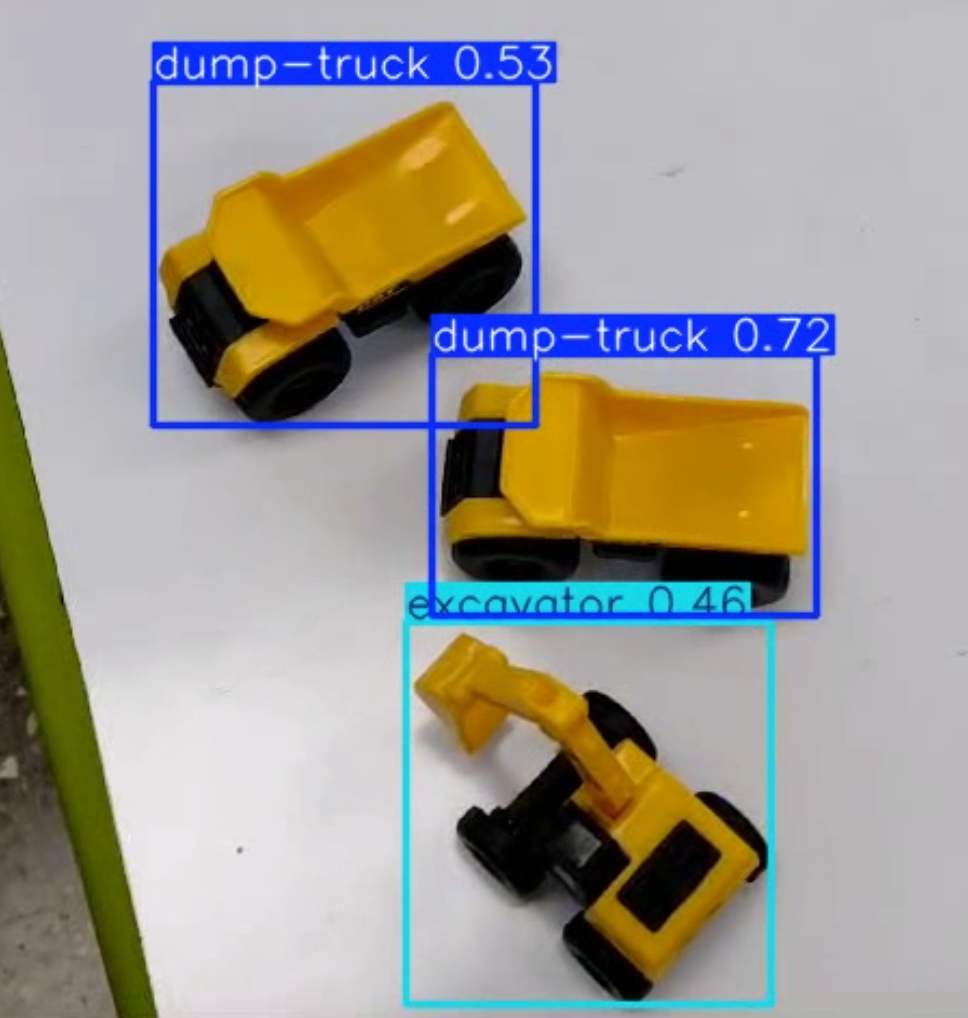 dump-truck 0.53
dump-truck 0.72
excavator 0.46